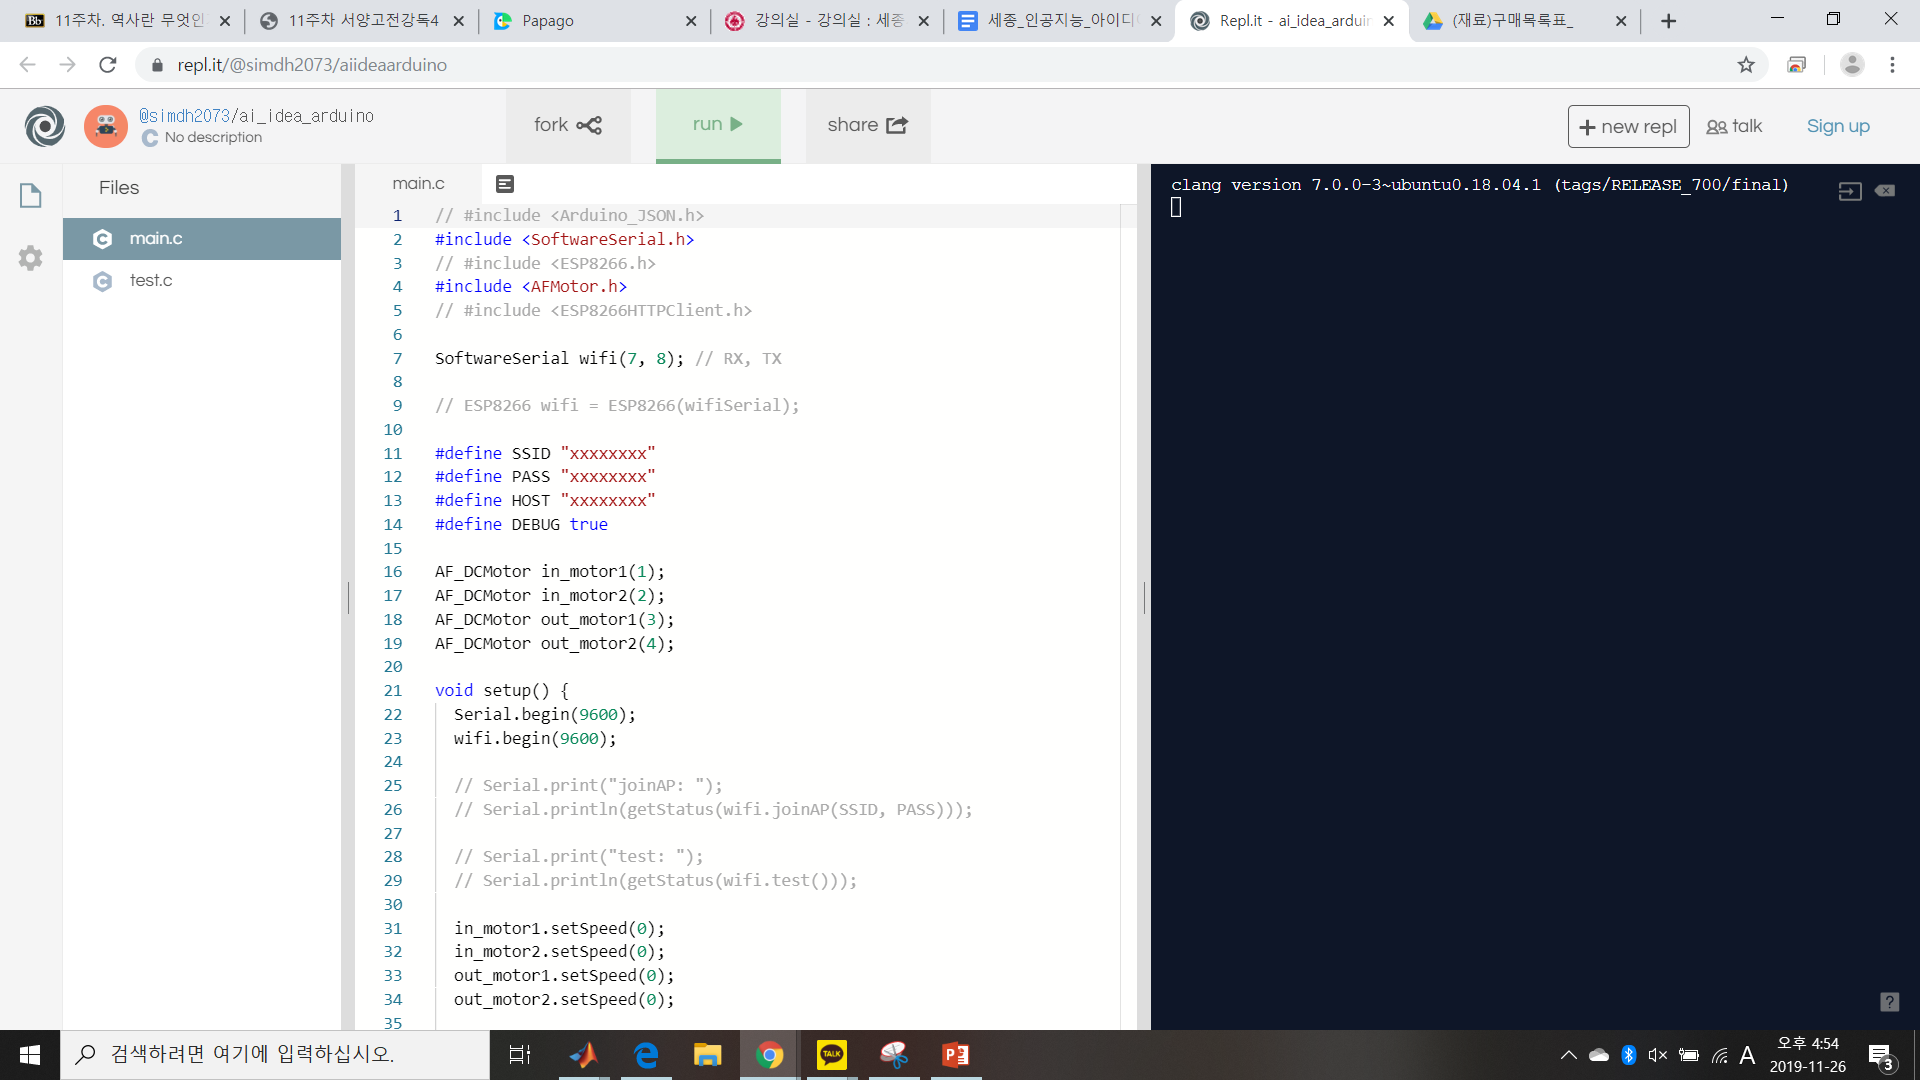 11주차. 역사란 무엇인
11주차 서양고전강독4
Papago
강의실 - 강의실 : 세종
세종_인공지능_아이디
Repl.it - ai_idea_arduin
(재료)구매목록표_
repl.it/@simdh2073/aiideaarduino
@simdh2073/ai_idea_arduino
No description
fork
run
share
+ new repl
talk
Sign up
Files
main.c
test.c
main.c
1 // #include <Arduino_JSON.h>
2 #include <SoftwareSerial.h>
3 // #include <ESP8266.h>
4 #include <AFMotor.h>
5 // #include <ESP8266HTTPClient.h>
6
7 SoftwareSerial wifi(7, 8); // RX, TX
8
9 // ESP8266 wifi = ESP8266(wifiSerial);
10
11 #define SSID "xxxxxxxx"
12 #define PASS "xxxxxxxx"
13 #define HOST "xxxxxxxx"
14 #define DEBUG true
15
16 AF_DCMotor in_motor1(1);
17 AF_DCMotor in_motor2(2);
18 AF_DCMotor out_motor1(3);
19 AF_DCMotor out_motor2(4);
20
21 void setup() {
22 Serial.begin(9600);
23 wifi.begin(9600);
24
25 // Serial.print("joinAP: ");
26 // Serial.println(getStatus(wifi.joinAP(SSID, PASS)));
27
28 // Serial.print("test: ");
29 // Serial.println(getStatus(wifi.test()));
30
31 in_motor1.setSpeed(0);
32 in_motor2.setSpeed(0);
33 out_motor1.setSpeed(0);
34 out_motor2.setSpeed(0);
35
clang version 7.0.0-3~ubuntu0.18.04.1 (tags/RELEASE_700/final)
검색하려면 여기에 입력하십시오.
TALK
A
오후 4:54
2019-11-26
3